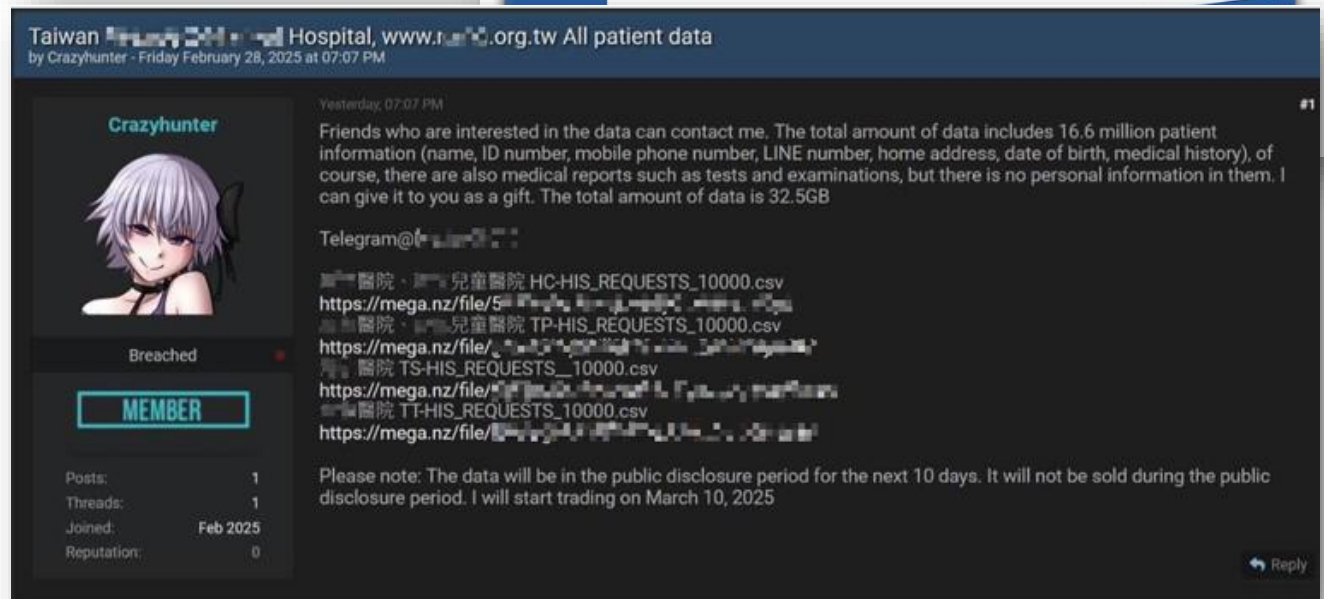 Taiwan Hospital, www. .org.tw All patient data
by Crazyhunter - Friday February 28, 2025 at 07:07 PM
Crazyhunter
Breached
MEMBER
Posts: 1
Threads: 1
Joined: Feb 2025
Reputation: 0
Yesterday, 07:07 PM
#1
Friends who are interested in the data can contact me. The total amount of data includes 16.6 million patient
information (name, ID number, mobile phone number, LINE number, home address, date of birth, medical history), of
course, there are also medical reports such as tests and examinations, but there is no personal information in them. I
can give it to you as a gift. The total amount of data is 32.5GB
Telegram@
醫院、 兒童醫院 HC-HIS_REQUESTS_10000.csv
https://mega.nz/file/
醫院、 兒童醫院 TP-HIS_REQUESTS_10000.csv
https://mega.nz/file/
醫院 TS-HIS_REQUESTS__10000.csv
https://mega.nz/file/
醫院 TT-HIS_REQUESTS_10000.csv
https://mega.nz/file/
Please note: The data will be in the public disclosure period for the next 10 days. It will not be sold during the public
disclosure period. I will start trading on March 10, 2025
Reply